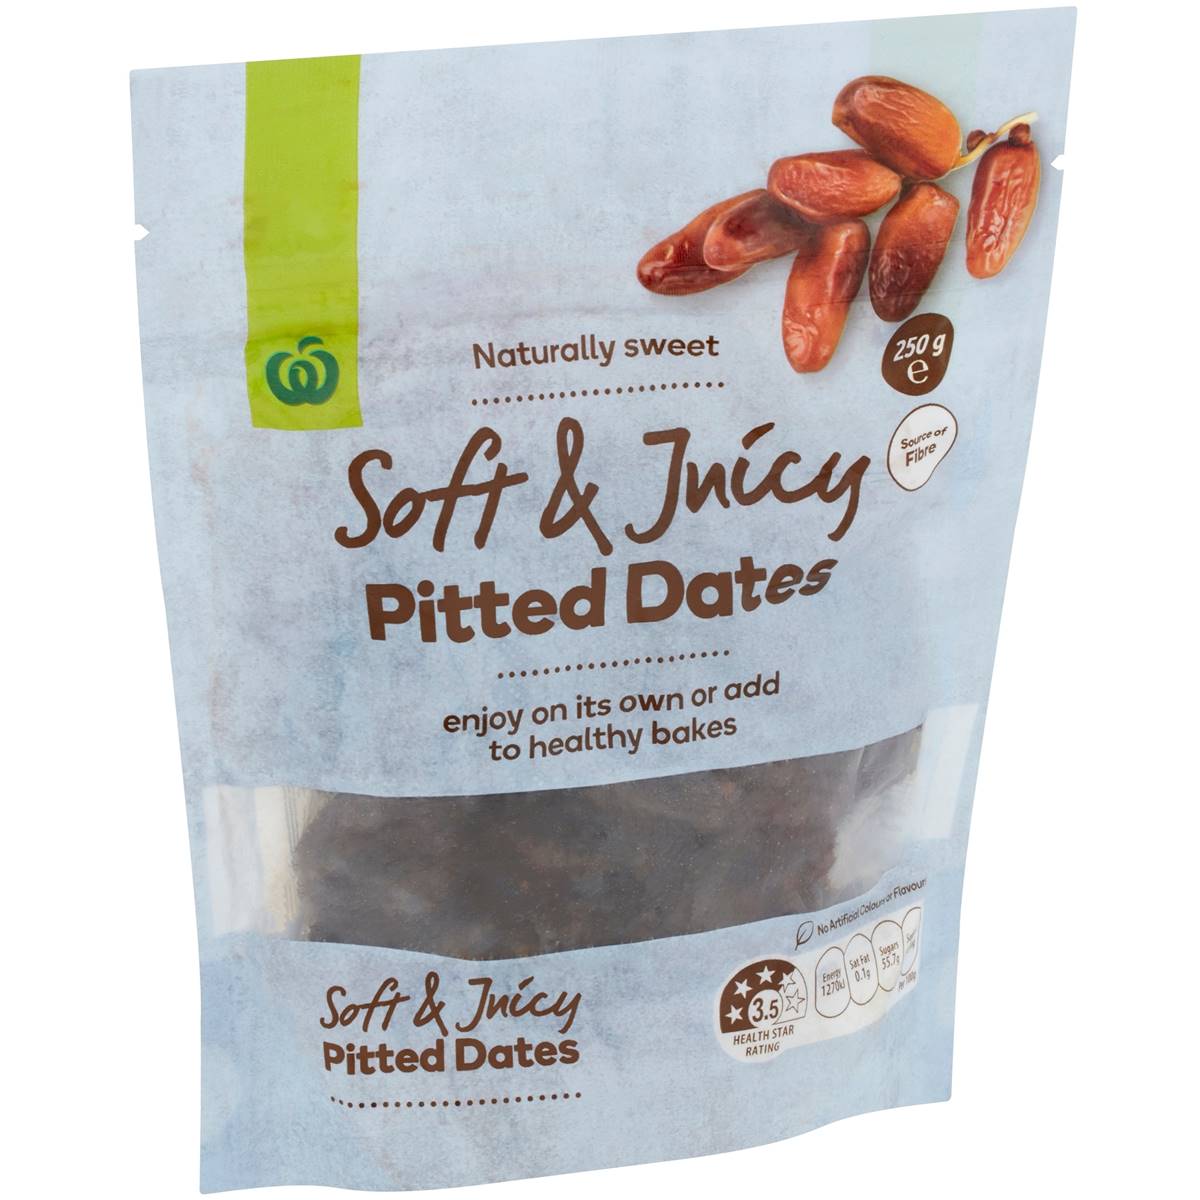 Naturally sweet
250 g
e
Source of
Fibre
Soft & Juicy
Pitted Dates
enjoy on its own or add
to healthy bakes
No Artificial Colours or Flavours
Soft & Juicy
Pitted Dates
3.5
HEALTH STAR
RATING
Energy
1270kJ
Sat Fat
0.1g
Sugars
55.7g
Per 100g